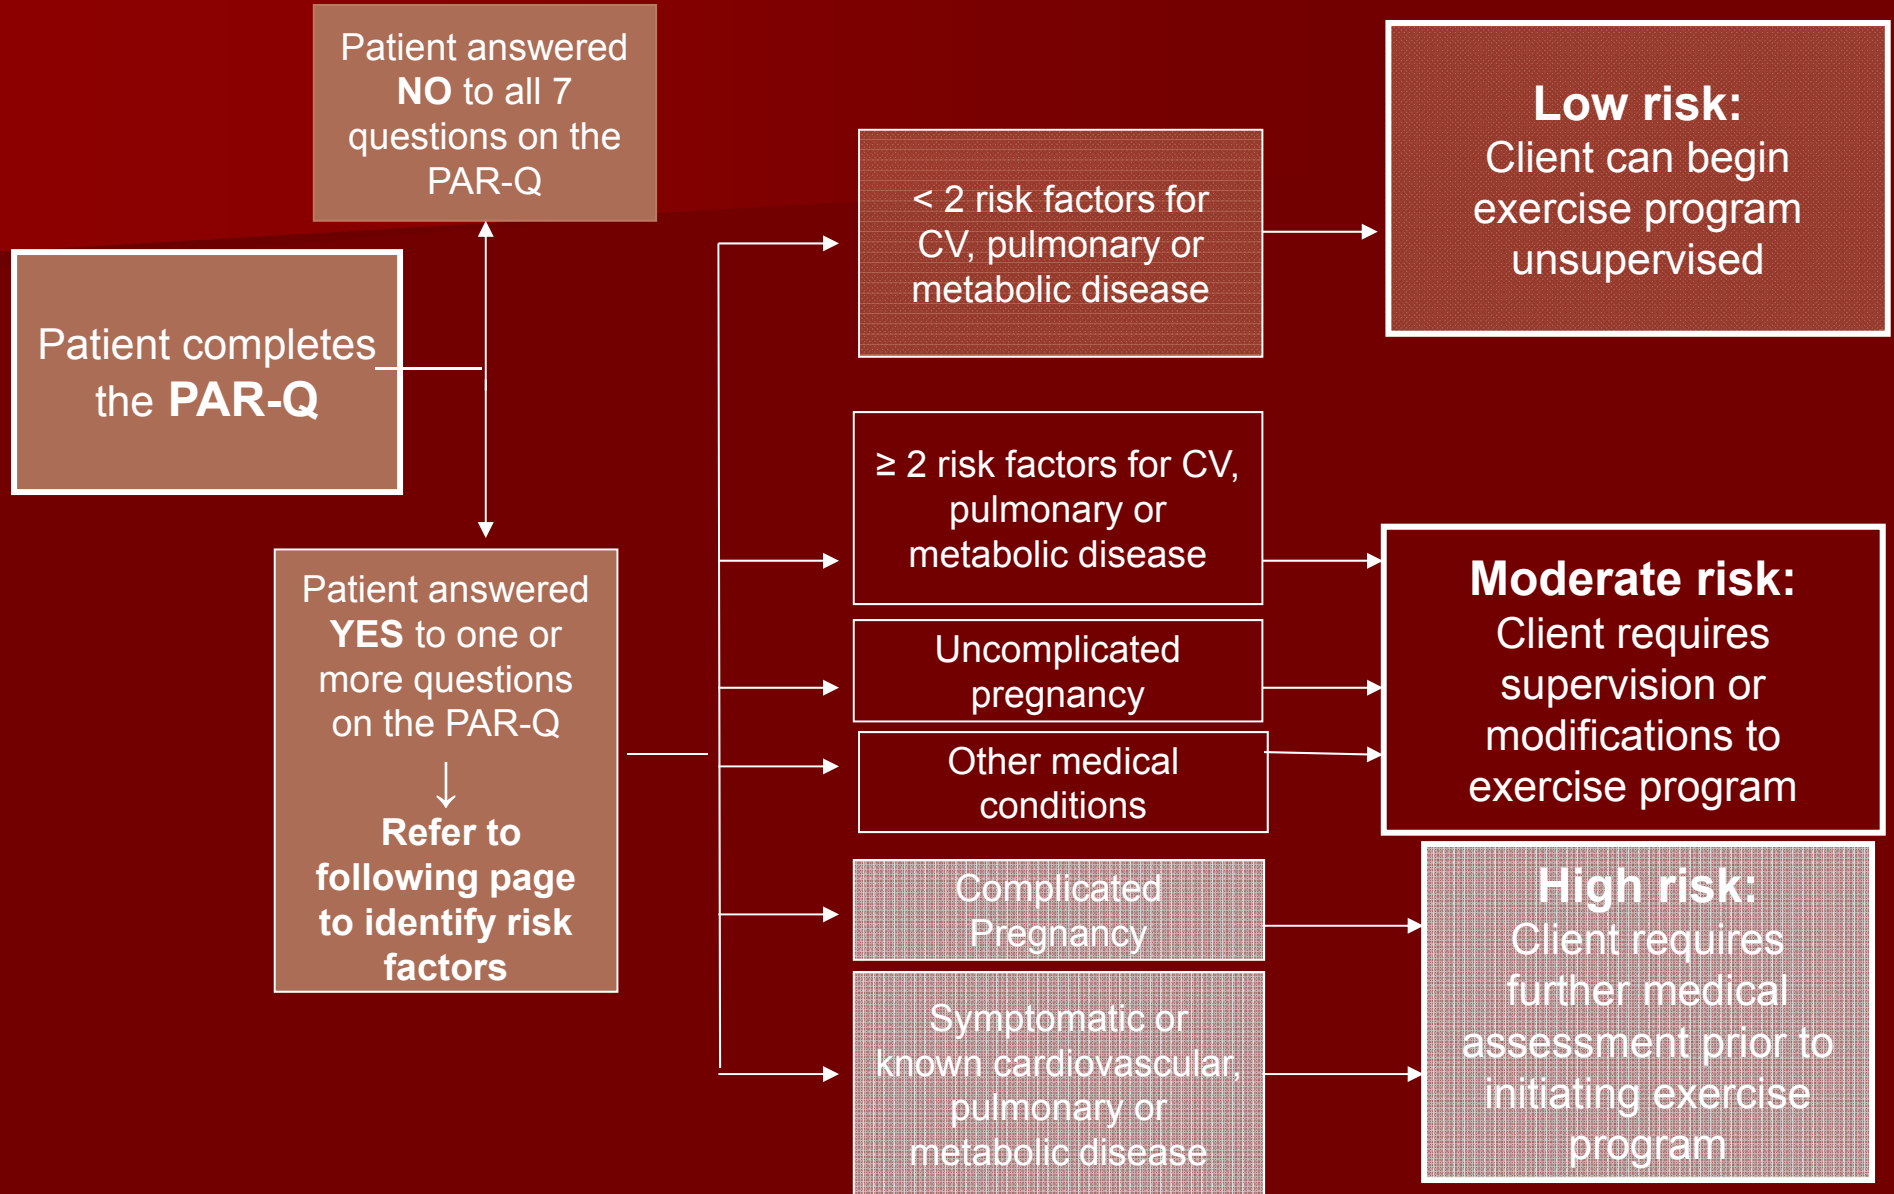 Patient answered
NO to all 7
questions on the
PAR-Q
Patient completes
the PAR-Q
Patient answered
YES to one or
more questions
on the PAR-Q
↓
Refer to
following page
to identify risk
factors
< 2 risk factors for
CV, pulmonary or
metabolic disease
Low risk:
Client can begin
exercise program
unsupervised
≥ 2 risk factors for CV,
pulmonary or
metabolic disease
Uncomplicated
pregnancy
Other medical
conditions
Moderate risk:
Client requires
supervision or
modifications to
exercise program
Complicated
Pregnancy
Symptomatic or
known cardiovascular,
pulmonary or
metabolic disease
High risk:
Client requires
further medical
assessment prior to
initiating exercise
program